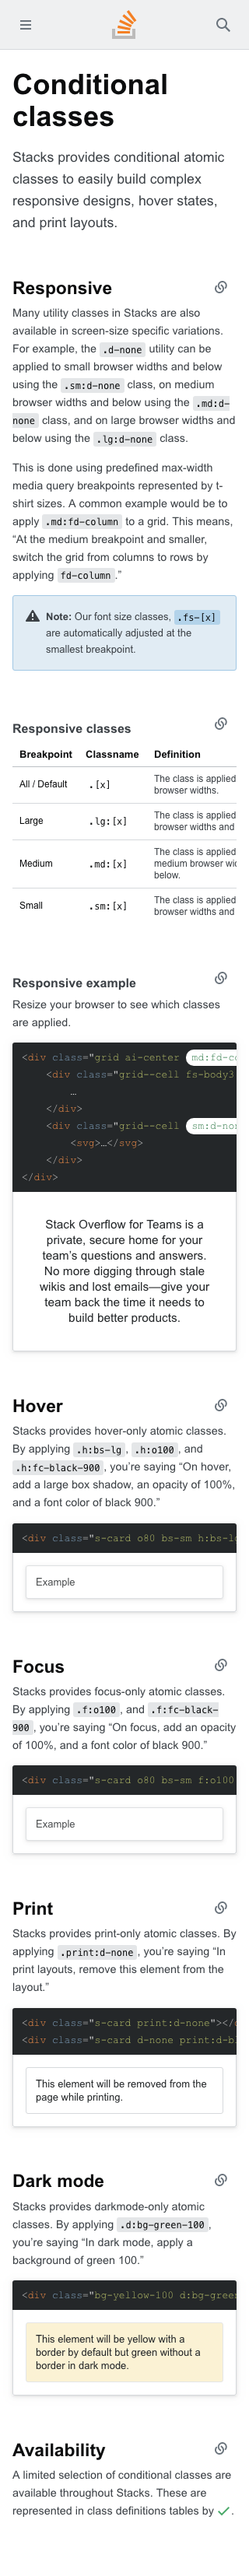 Conditional
classes
Stacks provides conditional atomic
classes to easily build complex
responsive designs, hover states,
and print layouts.
Responsive
Many utility classes in Stacks are also
available in screen-size specific variations.
For example, the .d-none utility can be
applied to small browser widths and below
using the .sm:d-none class, on medium
browser widths and below using the .md:d-
none class, and on large browser widths and
below using the .lg:d-none class.
This is done using predefined max-width
media query breakpoints represented by t-
shirt sizes. A common example would be to
apply .md:fd-column to a grid. This means,
“At the medium breakpoint and smaller,
switch the grid from columns to rows by
applying fd-column.”
Note: Our font size classes, .fs-[x]
are automatically adjusted at the
smallest breakpoint.
Responsive classes
Breakpoint Classname Definition
All / Default .[x] The class is applied
browser widths.
Large .lg:[x] The class is applied
browser widths and
Medium .md:[x] The class is applied
medium browser
below.
Small .sm:[x] The class is applied
browser widths and
Responsive example
Resize your browser to see which classes
are applied.
<div class="grid ai-center md:fd-c
<div class="grid--cell fs-body3
…
</div>
<div class="grid--cell sm:d-no
<svg>…</svg>
</div>
</div>
Stack Overflow for Teams is a
private, secure home for your
team’s questions and answers.
No more digging through stale
wikis and lost emails—give your
team back the time it needs to
build better products.
Hover
Stacks provides hover-only atomic classes.
By applying .h:bs-lg, .h:o100, and
.h:fc-black-900, you’re saying “On hover,
add a large box shadow, an opacity of 100%,
and a font color of black 900.”
<div class="s-card o80 bs-sm h:bs-l
Example
Focus
Stacks provides focus-only atomic classes.
By applying .f:o100, and .f:fc-black-
900, you’re saying “On focus, add an opacity
of 100%, and a font color of black 900.”
<div class="s-card o80 bs-sm f:o100
Example
Print
Stacks provides print-only atomic classes. By
applying .print:d-none, you’re saying “In
print layouts, remove this element from the
layout.”
<div class="s-card print:d-none"></
<div class="s-card d-none print:d-b
This element will be removed from the
page while printing.
Dark mode
Stacks provides darkmode-only atomic
classes. By applying .d:bg-green-100,
you’re saying “In dark mode, apply a
background of green 100.”
<div class="bg-yellow-100 d:bg-gree
This element will be yellow with a
border by default but green without a
border in dark mode.
Availability
A limited selection of conditional classes are
available throughout Stacks. These are
represented in class definitions tables by ✓.